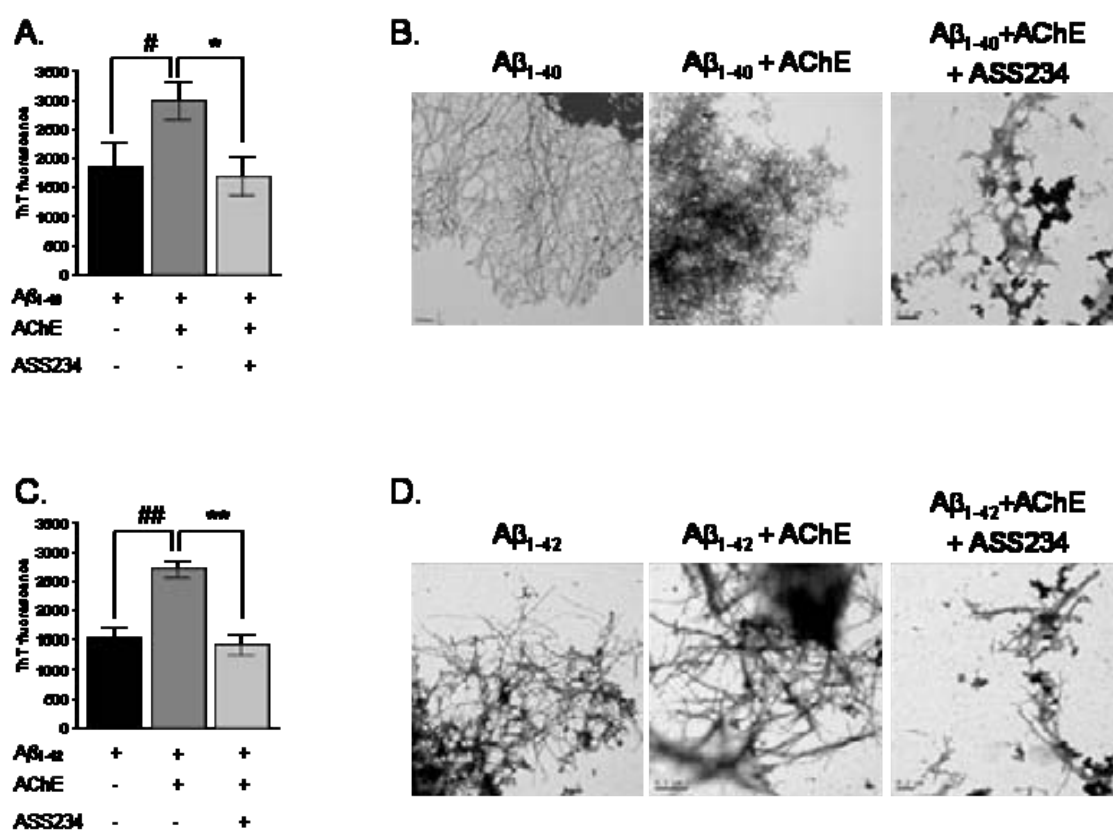 A.
# *
3500
3000
2500
2000
1500
1000
500
0
ThT fluorescence
Aβ1-40 + + +
AChE - + +
ASS234 - - +
B.
Aβ1-40
Aβ1-40 + AChE
Aβ1-40+AChE
+ ASS234
C.
## **
3500
3000
2500
2000
1500
1000
500
0
ThT fluorescence
Aβ1-42 + + +
AChE - + +
ASS234 - - +
D.
Aβ1-42
Aβ1-42 + AChE
Aβ1-42+AChE
+ ASS234